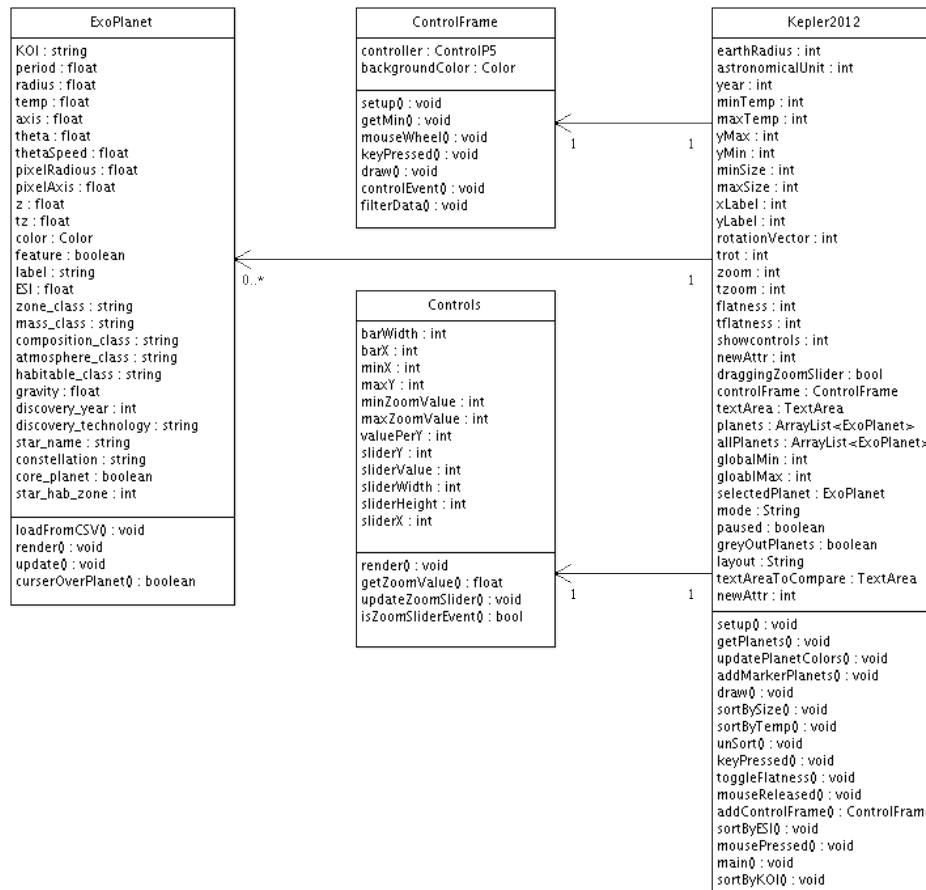 ExoPlanet
KOI : string
period : float
radius : float
temp : float
axis : float
theta : float
thetaSpeed : float
pixelRadious : float
pixelAxis : float
z : float
tz : float
color : Color
feature : boolean
label : string
ESI : float
zone_class : string
mass_class : string
composition_class : string
atmosphere_class : string
habitable_class : string
gravity : float
discovery_year : int
discovery_technology : string
star_name : string
constellation : string
core_planet : boolean
star_hab_zone : int
loadFromCSV() : void
render() : void
update() : void
curserOverPlanet() : boolean
ControlFrame
controller : ControlP5
backgroundColor : Color
setup() : void
getMin() : void
mouseWheel() : void
keyPressed() : void
draw() : void
controlEvent() : void
filterData() : void
1
1
0..*
1
Controls
barWidth : int
barX : int
minX : int
maxY : int
minZoomValue : int
maxZoomValue : int
valuePerY : int
sliderY : int
sliderValue : int
sliderWidth : int
sliderHeight : int
sliderX : int
render() : void
getZoomValue() : float
updateZoomSlider() : void
isZoomSliderEvent() : bool
1
1
Kepler2012
earthRadius : int
astronomicalUnit : int
year : int
minTemp : int
maxTemp : int
yMax : int
yMin : int
minSize : int
maxSize : int
xLabel : int
yLabel : int
rotationVector : int
trot : int
zoom : int
tzoom : int
flatness : int
tflatness : int
showcontrols : int
newAttr : int
draggingZoomSlider : bool
controlFrame : ControlFrame
textArea : TextArea
planets : ArrayList<ExoPlanet>
allPlanets : ArrayList<ExoPlanet>
globalMin : int
gloablMax : int
selectedPlanet : ExoPlanet
mode : String
paused : boolean
greyOutPlanets : boolean
layout : String
textAreaToCompare : TextArea
newAttr : int
setup() : void
getPlanets() : void
updatePlanetColors() : void
addMarkerPlanets() : void
draw() : void
sortBySize() : void
sortByTemp() : void
unSort() : void
keyPressed() : void
toggleFlatness() : void
mouseReleased() : void
addControlFrame() : ControlFram
sortByESI() : void
mousePressed() : void
main() : void
sortByKOI() : void